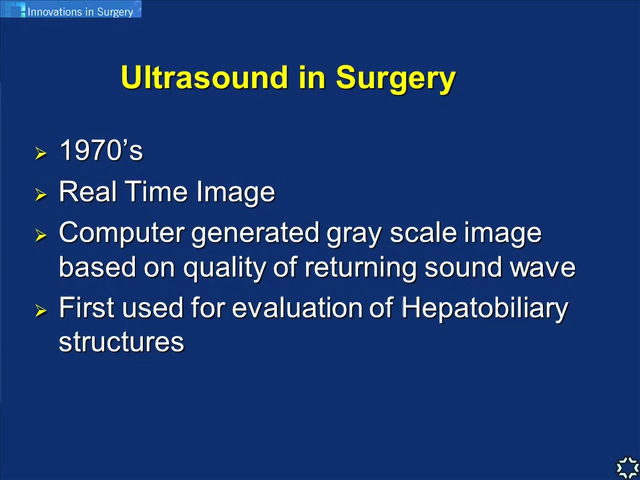 Innovations in Surgery
Ultrasound in Surgery
1970’s
Real Time Image
Computer generated gray scale image
based on quality of returning sound wave
First used for evaluation of Hepatobiliary
structures